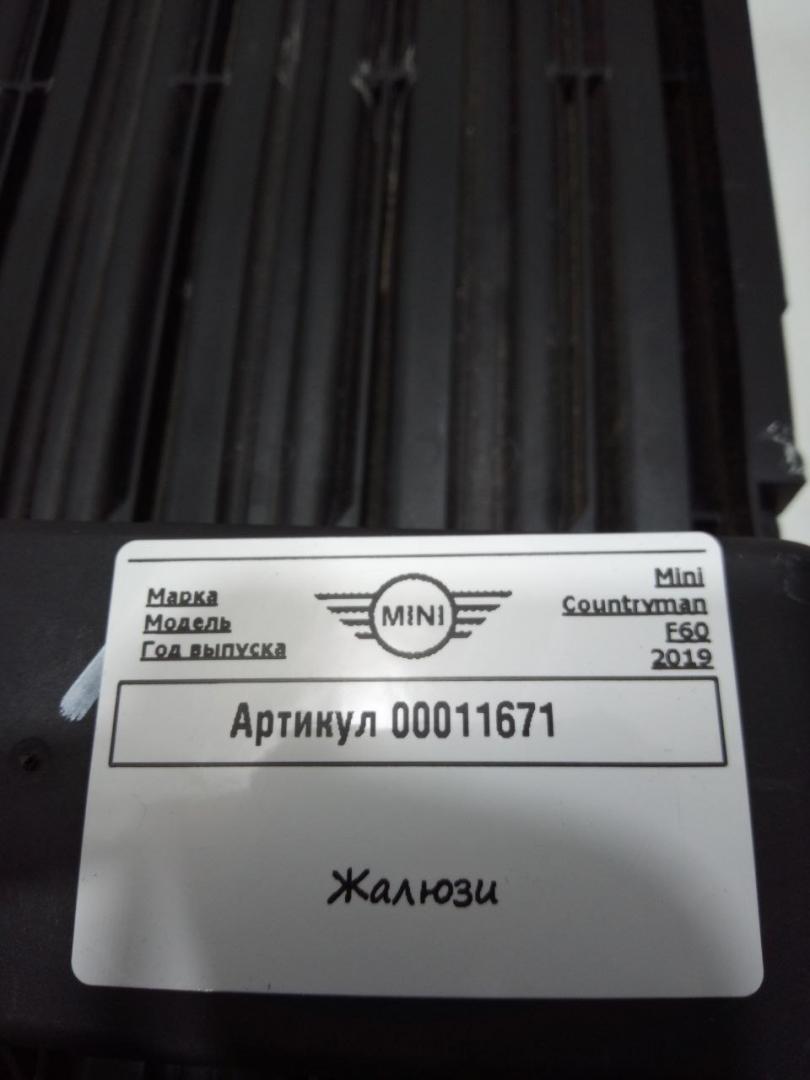 Марка
Модель
Год выпуска
MINI
Mini
Countryman
F60
2019
Артикул 00011671
Жалюзи